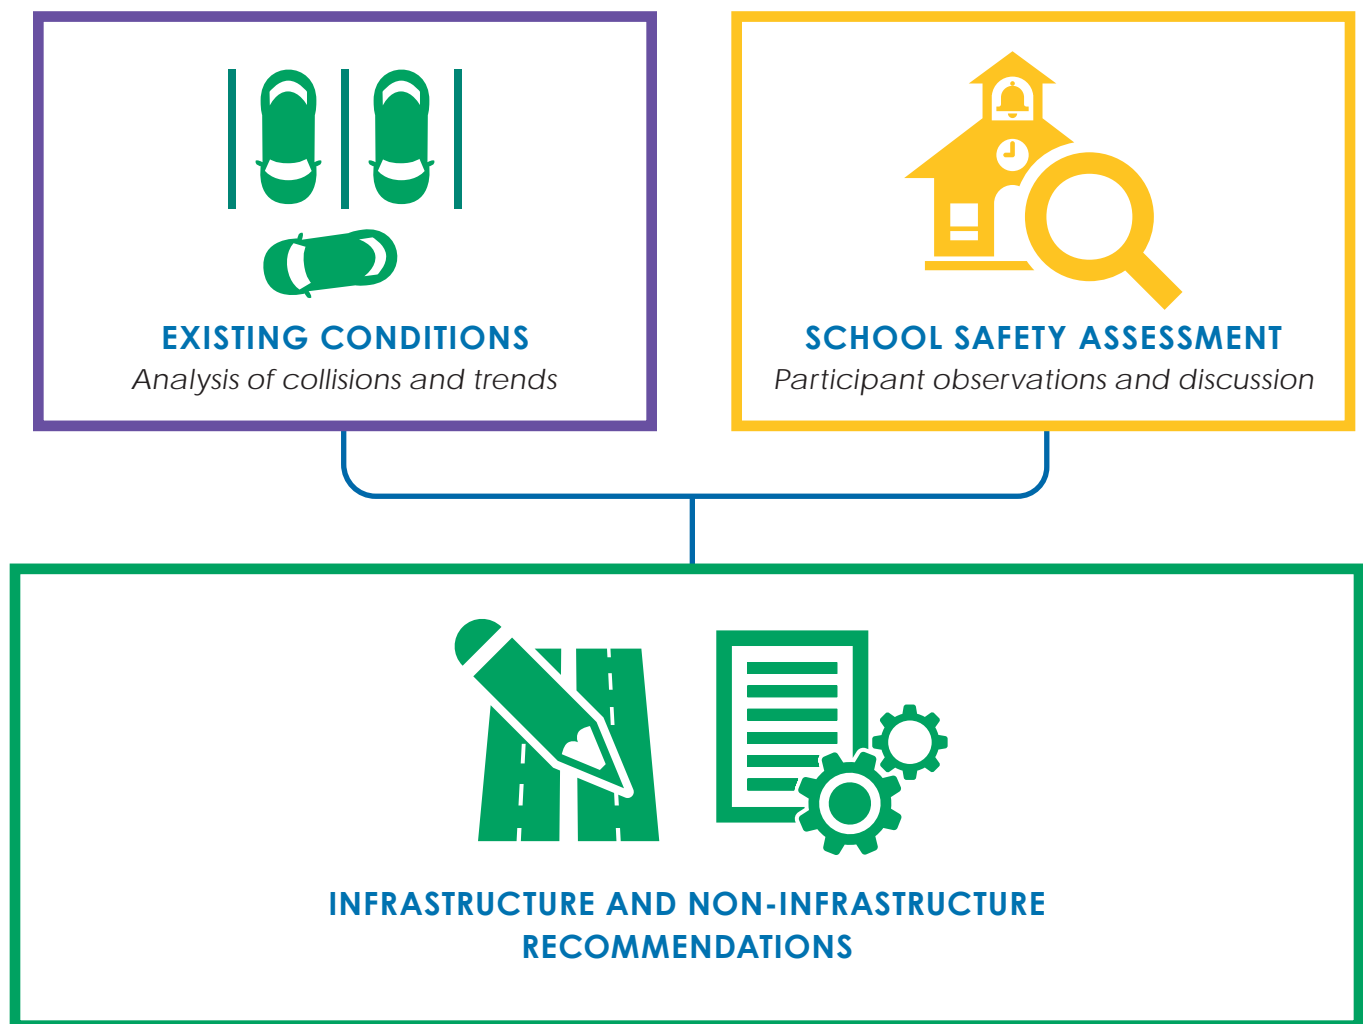 EXISTING CONDITIONS
Analysis of collisions and trends
SCHOOL SAFETY ASSESSMENT
Participant observations and discussion
INFRASTRUCTURE AND NON-INFRASTRUCTURE
RECOMMENDATIONS